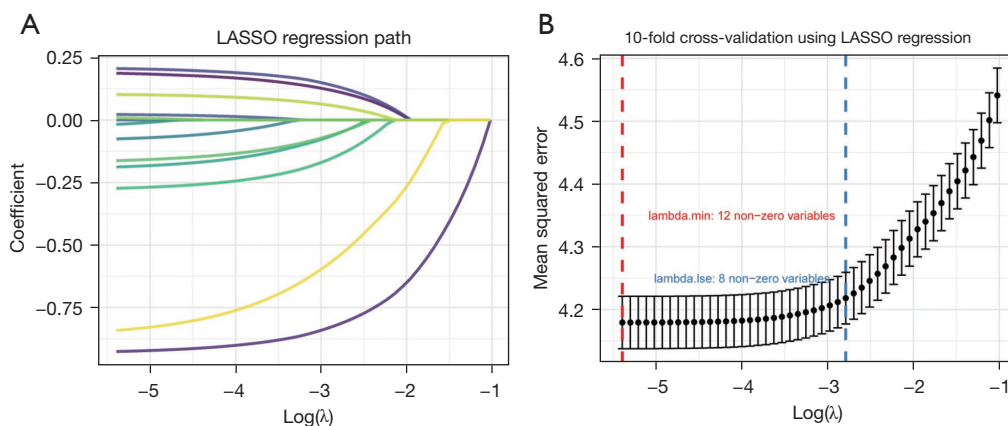 A
LASSO regression path
0.25
0.00
−0.25
−0.50
−0.75
Coefficient
−5 −4 −3 −2 −1
Log(λ)
B
10-fold cross-validation using LASSO regression
4.6
4.5
4.4
4.3
4.2
Mean squared error
lambda.min: 12 non-zero variables
lambda.lse: 8 non-zero variables
−5 −4 −3 −2 −1
Log(λ)